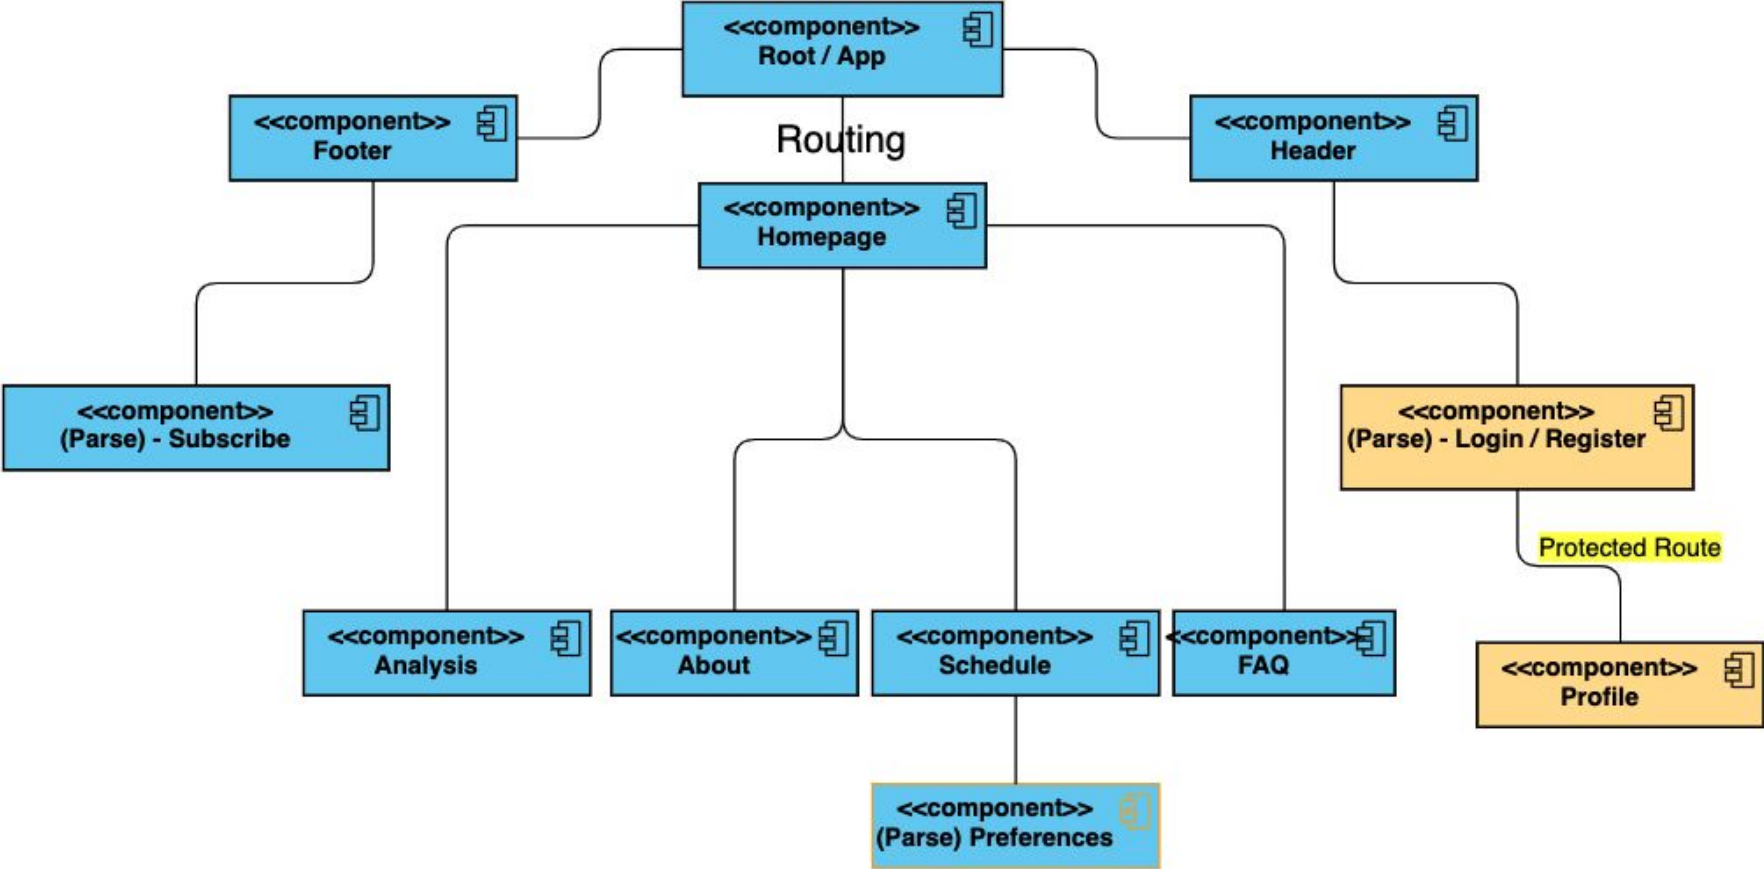 <<component>>
Root / App
<<component>>
Footer
Routing
<<component>>
Header
<<component>>
Homepage
<<component>>
(Parse) - Subscribe
<<component>>
(Parse) - Login / Register
Protected Route
<<component>>
Analysis
<<component>>
About
<<component>>
Schedule
<<component>>
FAQ
<<component>>
Profile
<<component>>
(Parse) Preferences